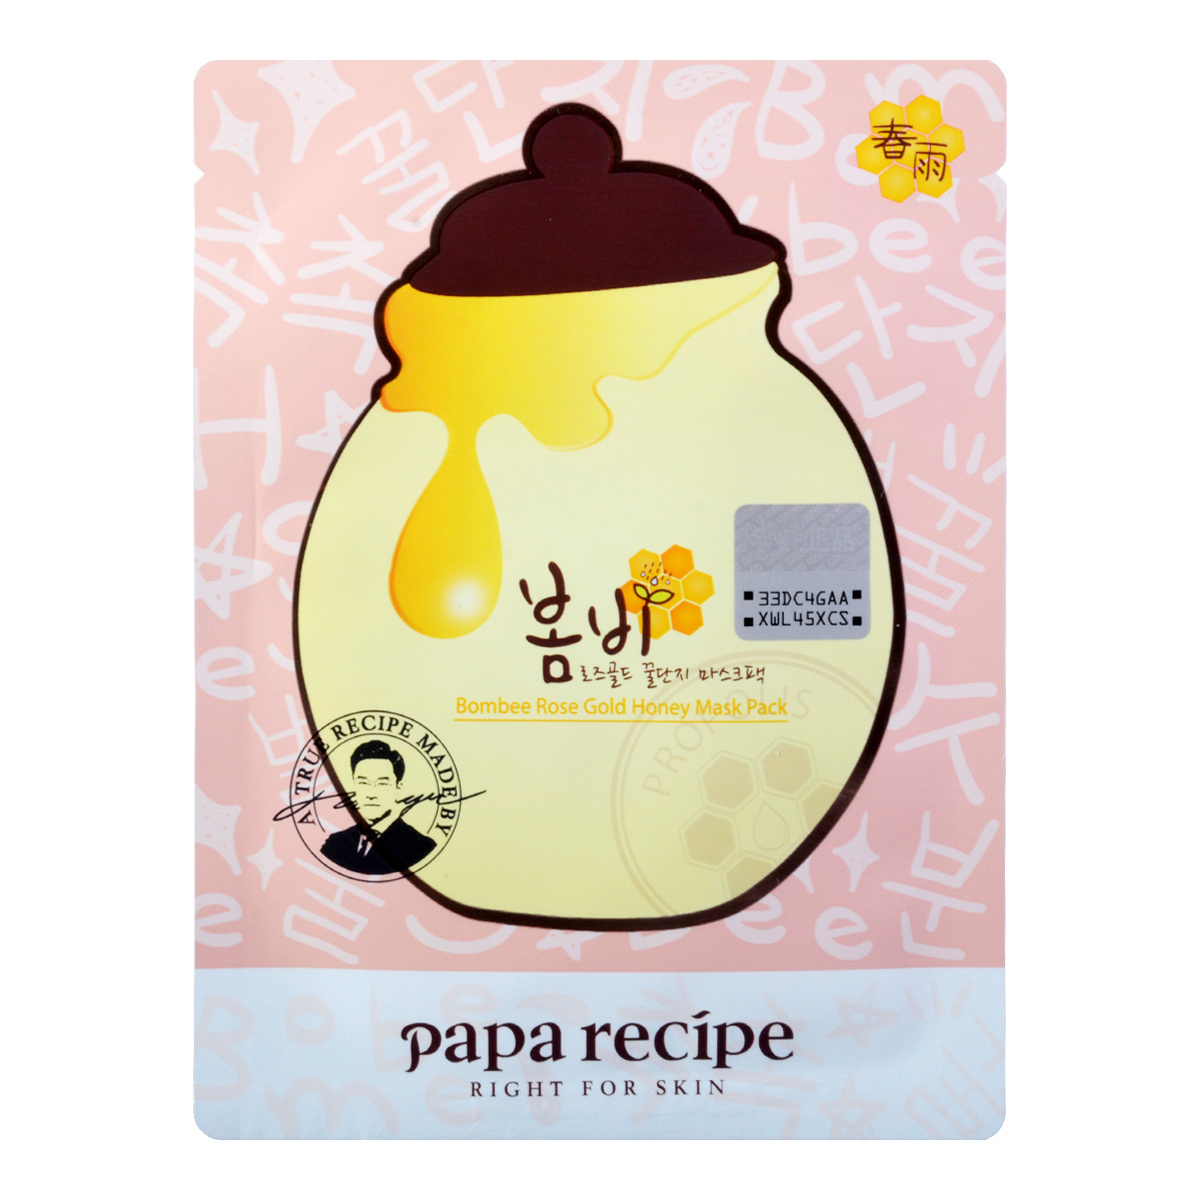 春雨
33DC4GAA
XWL45XCS
봄비
로즈골드 꿀단지 마스크팩
Bombee Rose Gold Honey Mask Pack
PROPOLIS
A TRUE RECIPE MADE BY
papa recipe
RIGHT FOR SKIN